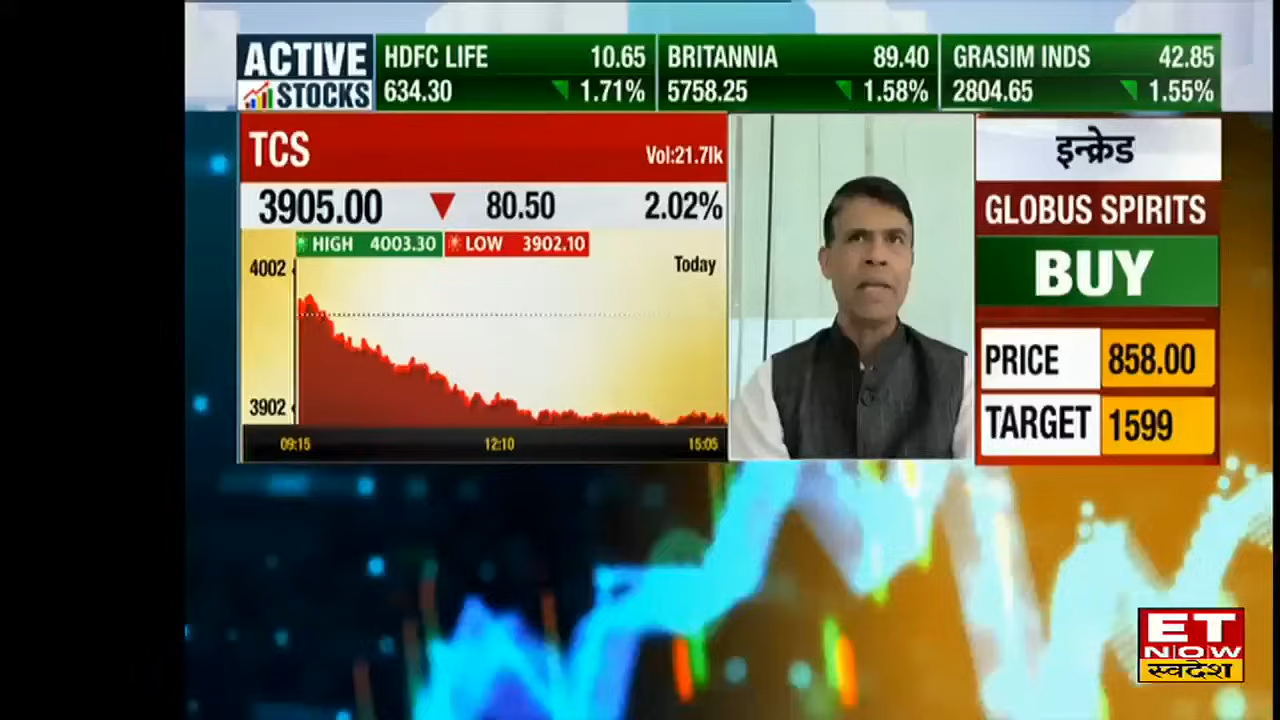 ACTIVE STOCKS
HDFC LIFE 10.65
634.30 1.71%
BRITANNIA 89.40
5758.25 1.58%
GRASIM INDS 42.85
2804.65 1.55%
TCS Vol:21.7lk
3905.00 80.50 2.02%
HIGH 4003.30 LOW 3902.10
4002 Today
3902
09:15 12:10 15:05
इन्क्रेड
GLOBUS SPIRITS
BUY
PRICE 858.00
TARGET 1599
ET
NOW
स्वदेश